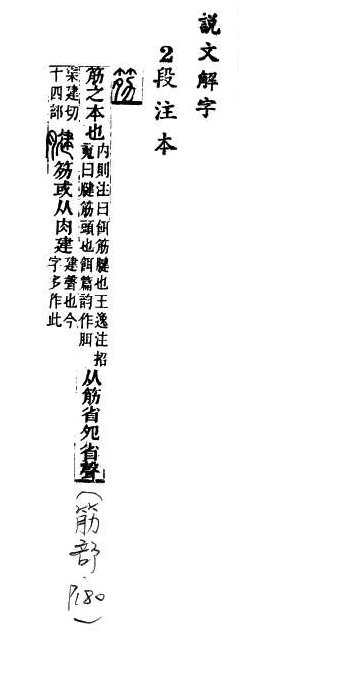 說文解字
2段注本
筋之本也
內則注曰餌筋腱也王逸注招
䰟曰腱筋頭也餌篇韵作䎶
从筋省夗省聲
渠建切
十四部
腱
笏或从肉建
建聲也今
字多作此
(筋部.P180)